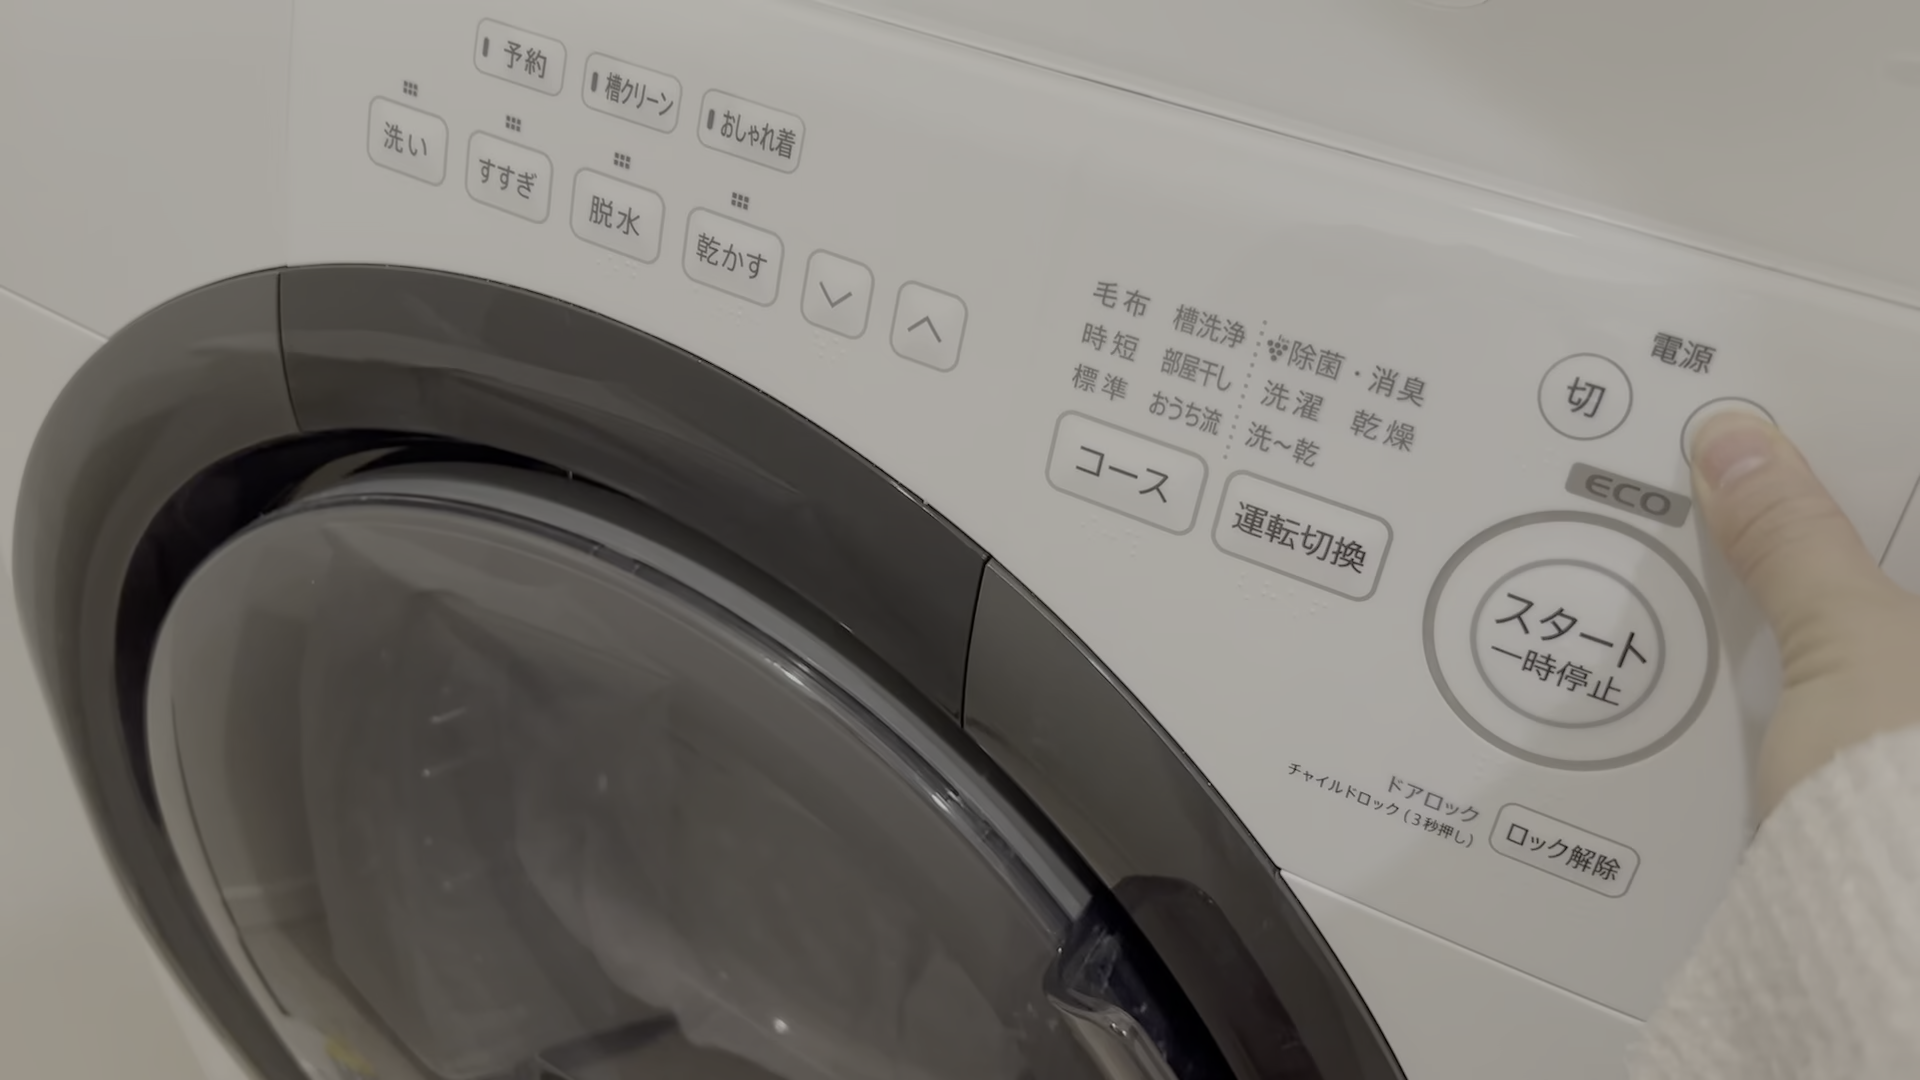 予約
槽クリーン
おしゃれ着
洗い
すすぎ
脱水
乾かす
毛布 槽洗浄
時短 部屋干し
標準 おうち流
除菌・消臭
洗濯 乾燥
洗~乾
コース
運転切換
電源
切
ECO
スタート
一時停止
ドアロック
チャイルドロック(3秒押し)
ロック解除